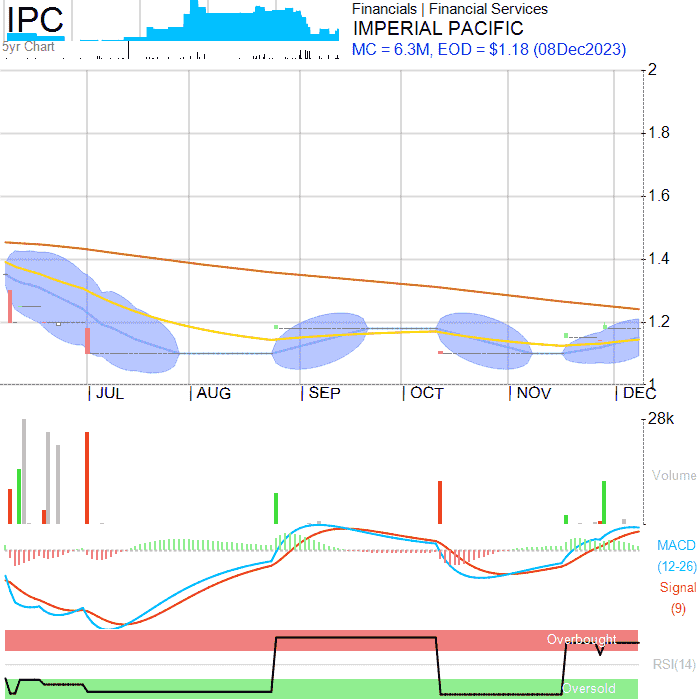 IPC
5yr Chart
Financials | Financial Services
IMPERIAL PACIFIC
MC = 6.3M, EOD = $1.18 (08Dec2023)
2
1.8
1.6
1.4
1.2
1
JUL AUG SEP OCT NOV DEC
28k
Volume
MACD
(12-26)
Signal
(9)
Overbought
RSI(14)
Oversold